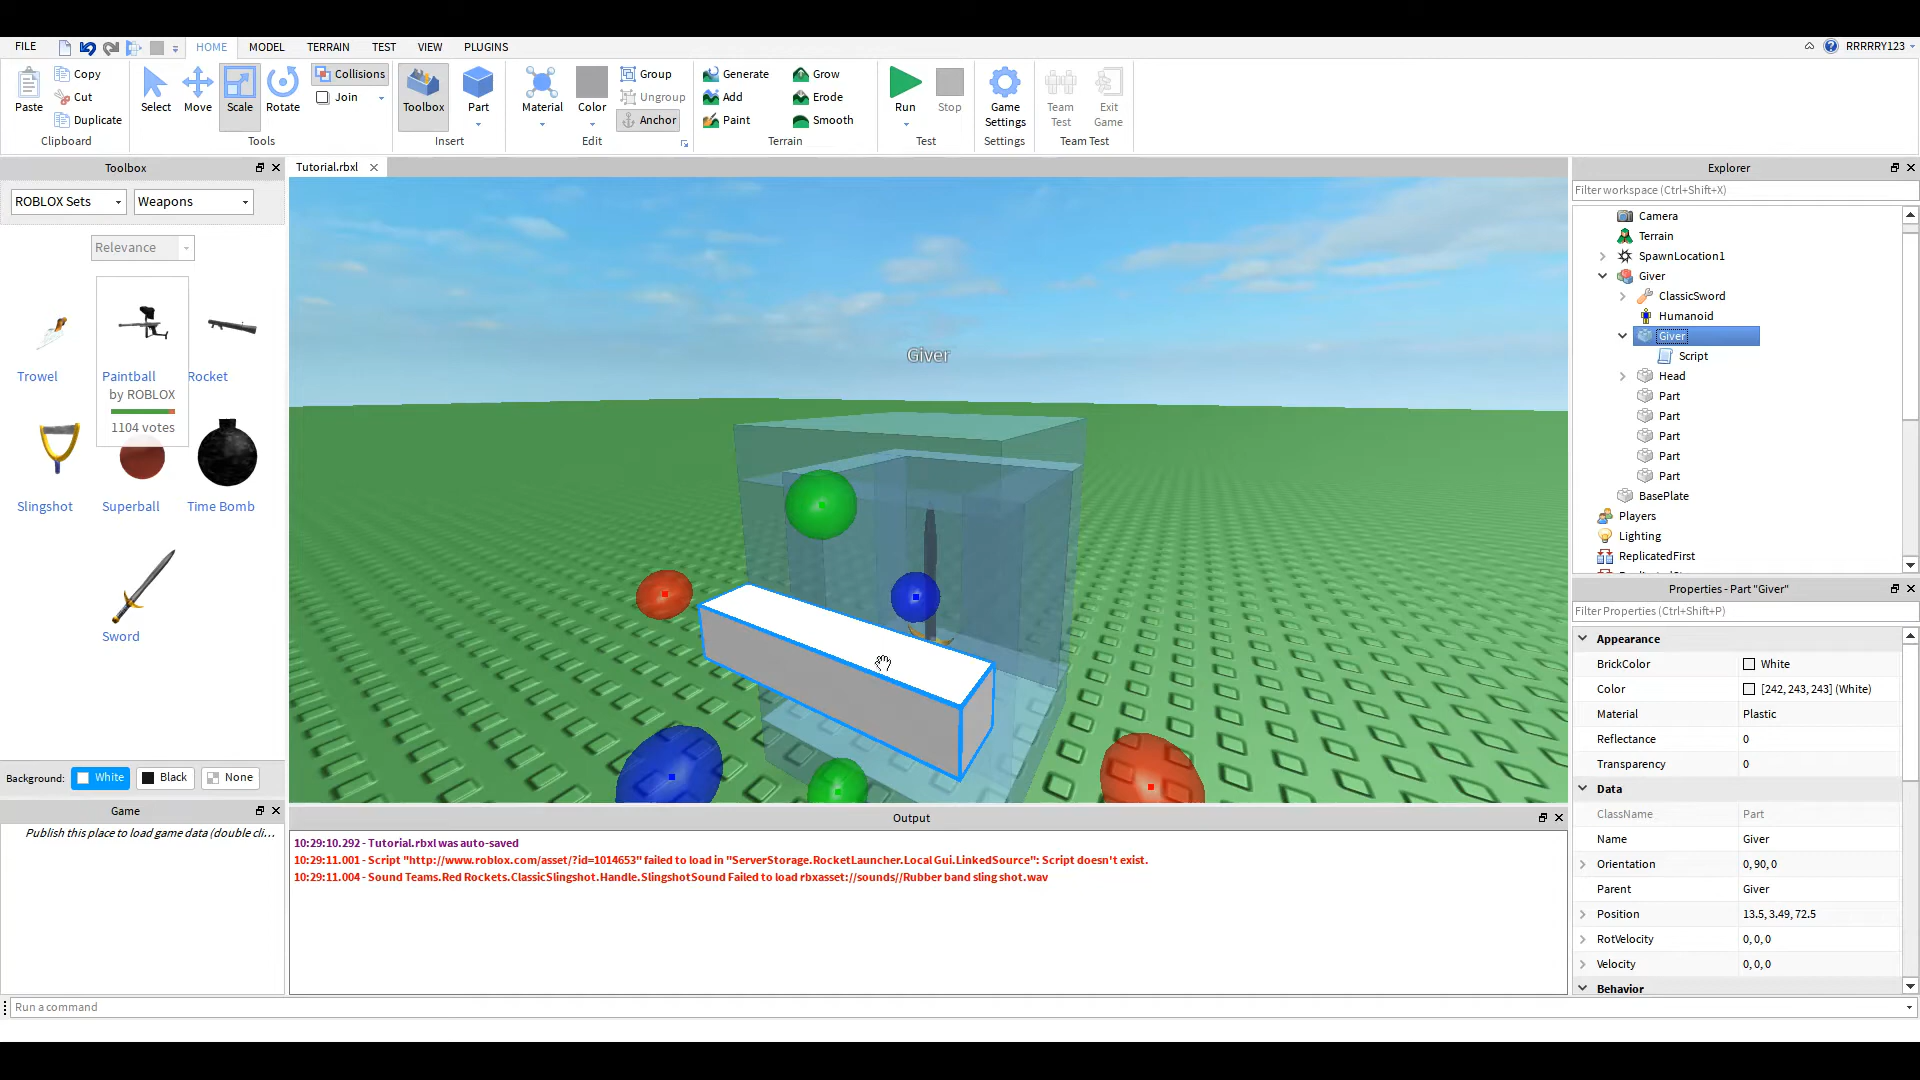 FILE HOME MODEL TERRAIN TEST VIEW PLUGINS RRRRRY123
Paste Copy Cut Duplicate Clipboard
Select Move Scale Rotate Collisions Join Tools
Toolbox Part Insert
Material Color Group Ungroup Anchor Edit
Generate Add Paint Grow Erode Smooth Terrain
Run Stop Test
Game Settings Settings
Team Test Exit Game Team Test
Toolbox
ROBLOX Sets Weapons
Relevance
Trowel Paintball Rocket
by ROBLOX
1104 votes
Slingshot Superball Time Bomb
Sword
Background: White Black None
Game
Publish this place to load game data (double cli...
Tutorial.rbxl
Giver
Output
10:29:10.292 - Tutorial.rbxl was auto-saved
10:29:11.001 - Script "http://www.roblox.com/asset/?id=1014653" failed to load in "ServerStorage.RocketLauncher.Local Gui.LinkedSource": Script doesn't exist.
10:29:11.004 - Sound Teams.Red Rockets.ClassicSlingshot.Handle.SlingshotSound Failed to load rbxasset://sounds//Rubber band sling shot.wav
Run a command
Explorer
Filter workspace (Ctrl+Shift+X)
Camera
Terrain
SpawnLocation1
Giver
ClassicSword
Humanoid
Giver
Script
Head
Part
Part
Part
Part
Part
BasePlate
Players
Lighting
ReplicatedFirst
Properties - Part "Giver"
Filter Properties (Ctrl+Shift+P)
Appearance
BrickColor White
Color [242, 243, 243] (White)
Material Plastic
Reflectance 0
Transparency 0
Data
ClassName Part
Name Giver
Orientation 0, 90, 0
Parent Giver
Position 13.5, 3.49, 72.5
RotVelocity 0, 0, 0
Velocity 0, 0, 0
Behavior